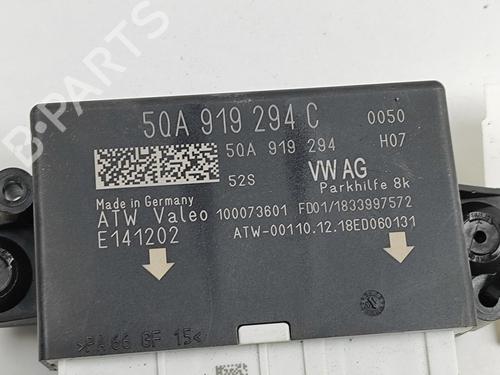 5QA 919 294 C 0050
5QA 919 294 H07
52S VW AG
Parkhilfe 8k
Made in Germany
ATW Valeo 100073601 FD01/1833997572
E141202 ATW-00110.12.18ED060131
>PA66 GF 15<
B-PARTS